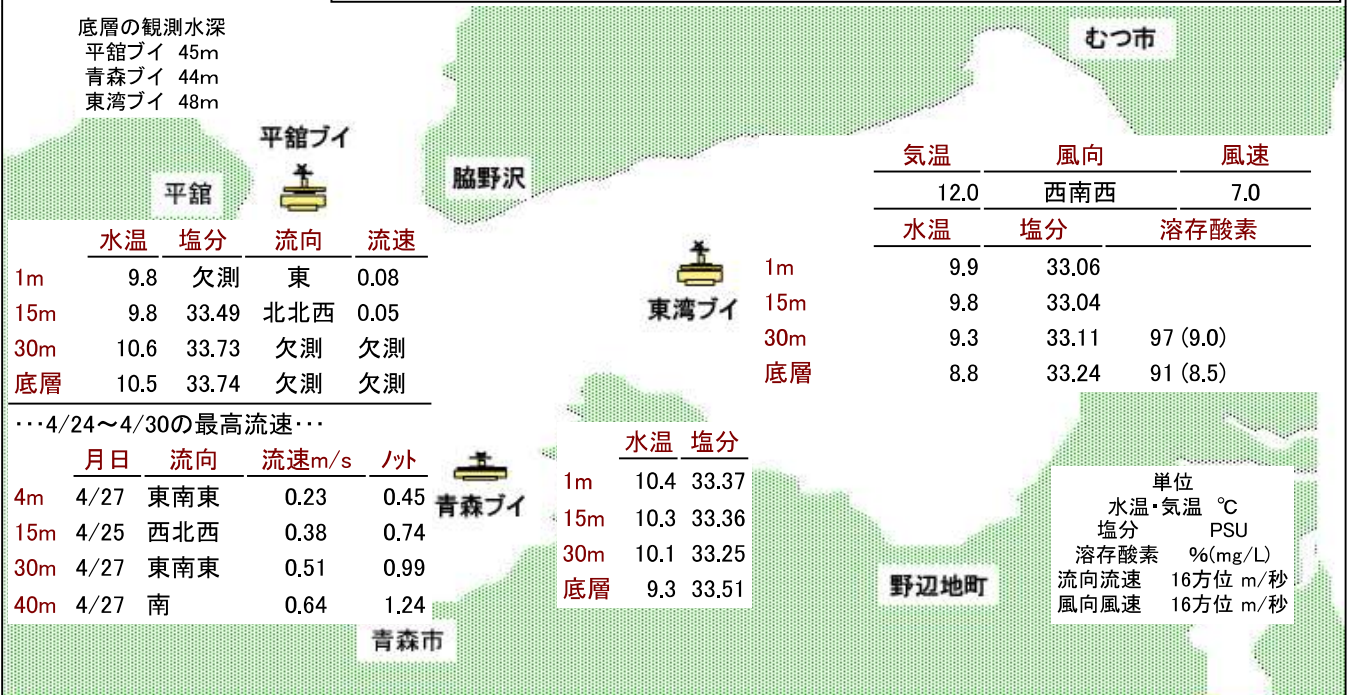 底層の観測水深
平舘ブイ 45m
青森ブイ 44m
東湾ブイ 48m
むつ市
平舘ブイ
平舘
脇野沢
気温 風向 風速
12.0 西南西 7.0
水温 塩分 溶存酸素
1m 9.9 33.06
15m 9.8 33.04
30m 9.3 33.11 97 (9.0)
底層 8.8 33.24 91 (8.5)
東湾ブイ
水温 塩分 流向 流速
1m 9.8 欠測 東 0.08
15m 9.8 33.49 北北西 0.05
30m 10.6 33.73 欠測 欠測
底層 10.5 33.74 欠測 欠測
…4/24～4/30の最高流速…
月日 流向 流速m/s ノット
4m 4/27 東南東 0.23 0.45
15m 4/25 西北西 0.38 0.74
30m 4/27 東南東 0.51 0.99
40m 4/27 南 0.64 1.24
青森ブイ
水温 塩分
1m 10.4 33.37
15m 10.3 33.36
30m 10.1 33.25
底層 9.3 33.51
野辺地町
青森市
単位
水温・気温 ℃
塩分 PSU
溶存酸素 %(mg/L)
流向流速 16方位 m/秒
風向風速 16方位 m/秒